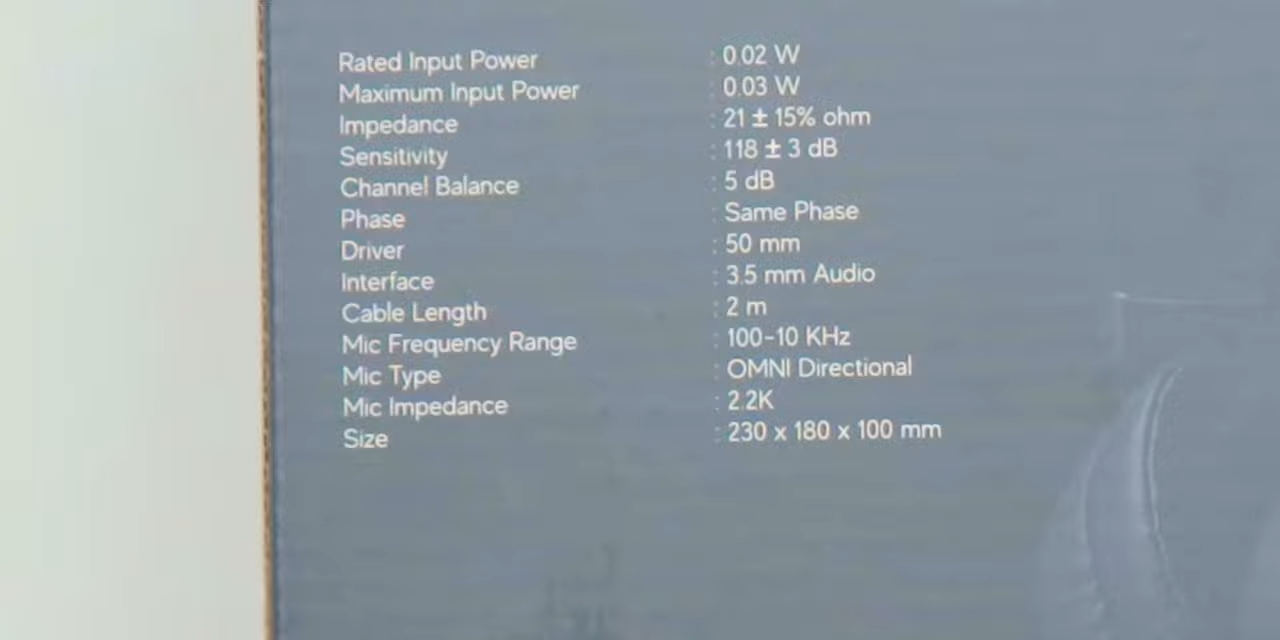 Rated Input Power : 0.02 W
Maximum Input Power : 0.03 W
Impedance : 21 ± 15% ohm
Sensitivity : 118 ± 3 dB
Channel Balance : 5 dB
Phase : Same Phase
Driver : 50 mm
Interface : 3.5 mm Audio
Cable Length : 2 m
Mic Frequency Range : 100-10 KHz
Mic Type : OMNI Directional
Mic Impedance : 2.2K
Size : 230 x 180 x 100 mm